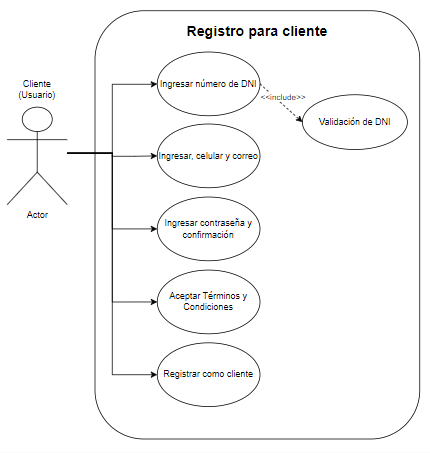 Registro para cliente
Cliente
(Usuario)
Actor
Ingresar número de DNI
<<include>>
Validación de DNI
Ingresar, celular y correo
Ingresar contraseña y
confirmación
Aceptar Términos y
Condiciones
Registrar como cliente